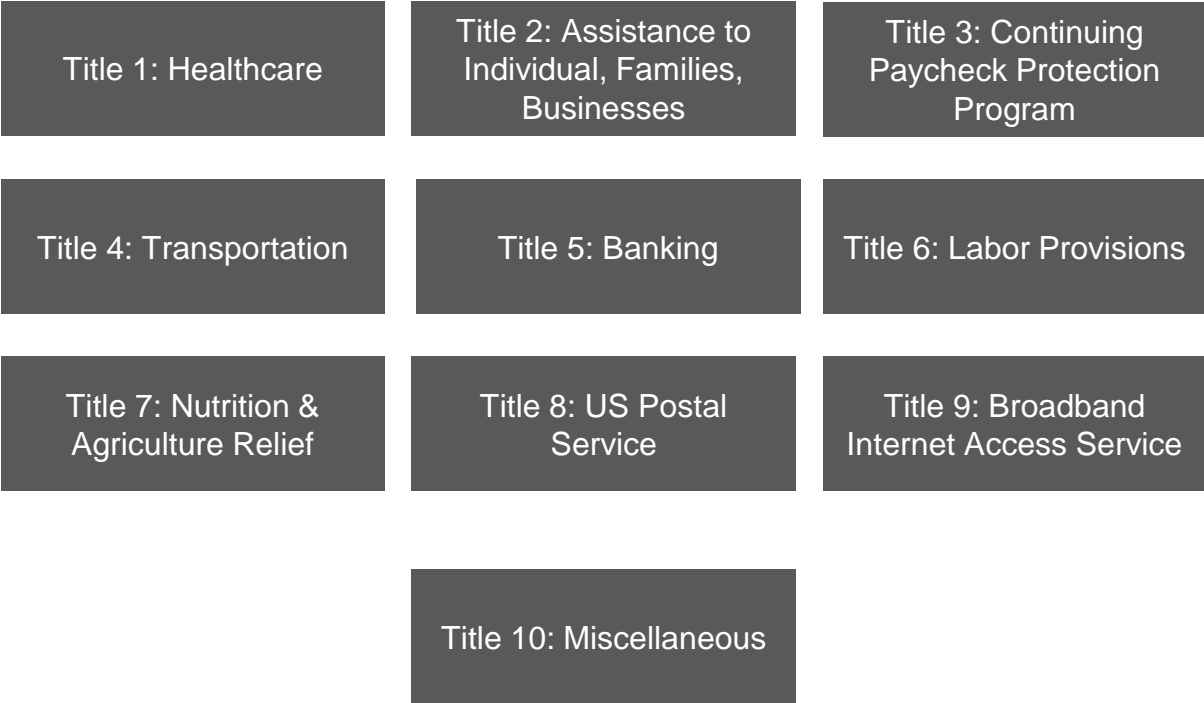 Title 1: Healthcare
Title 2: Assistance to
Individual, Families,
Businesses
Title 3: Continuing
Paycheck Protection
Program
Title 4: Transportation
Title 5: Banking
Title 6: Labor Provisions
Title 7: Nutrition &
Agriculture Relief
Title 8: US Postal
Service
Title 9: Broadband
Internet Access Service
Title 10: Miscellaneous